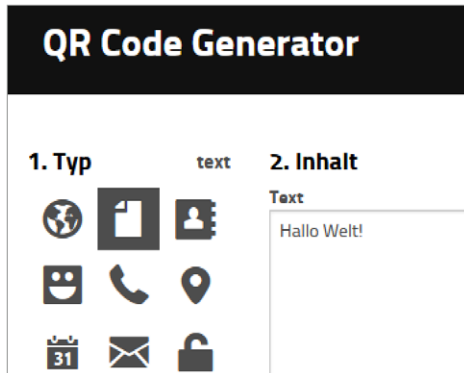 QR Code Generator
1. Typ text
2. Inhalt
Text
Hallo Welt!
31